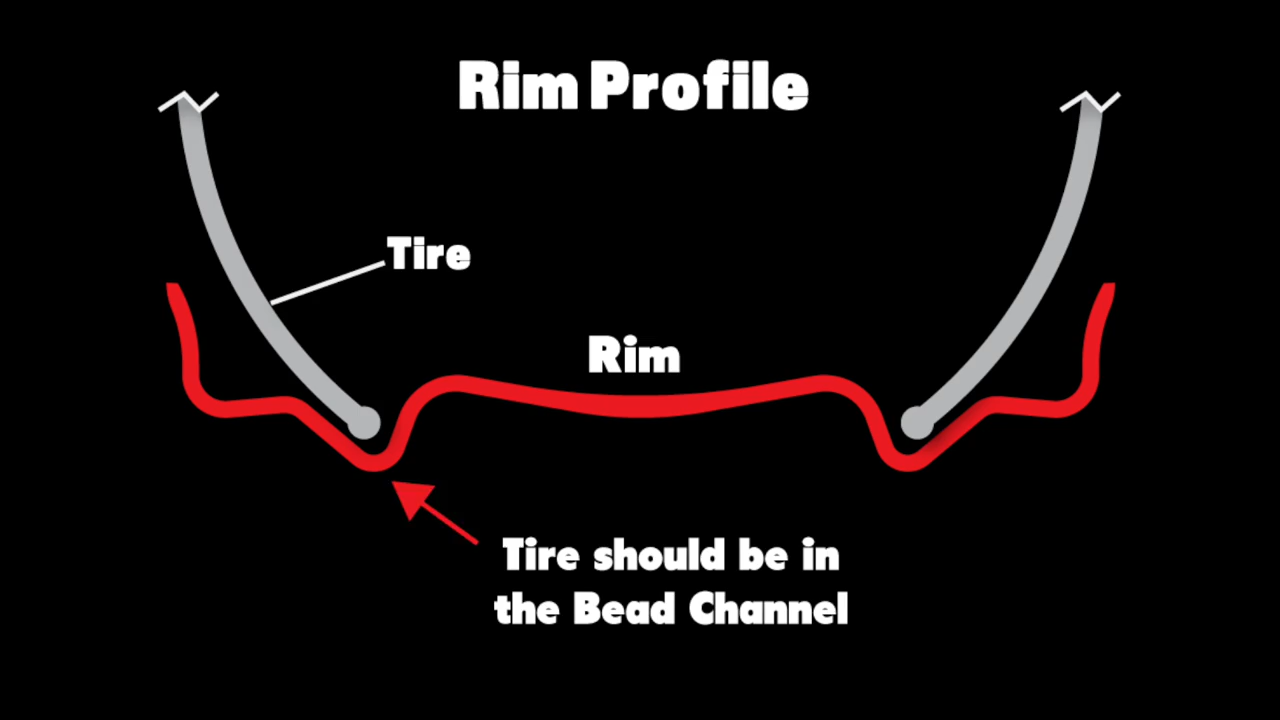 Rim Profile
Tire
Rim
Tire should be in
the Bead Channel